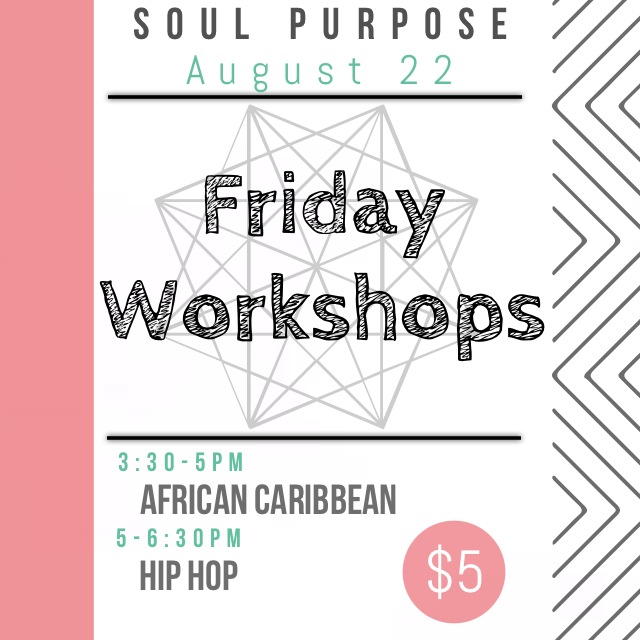 SOUL PURPOSE
August 22
Friday
Workshops
3:30-5PM
AFRICAN CARIBBEAN
5-6:30PM
HIP HOP
$5